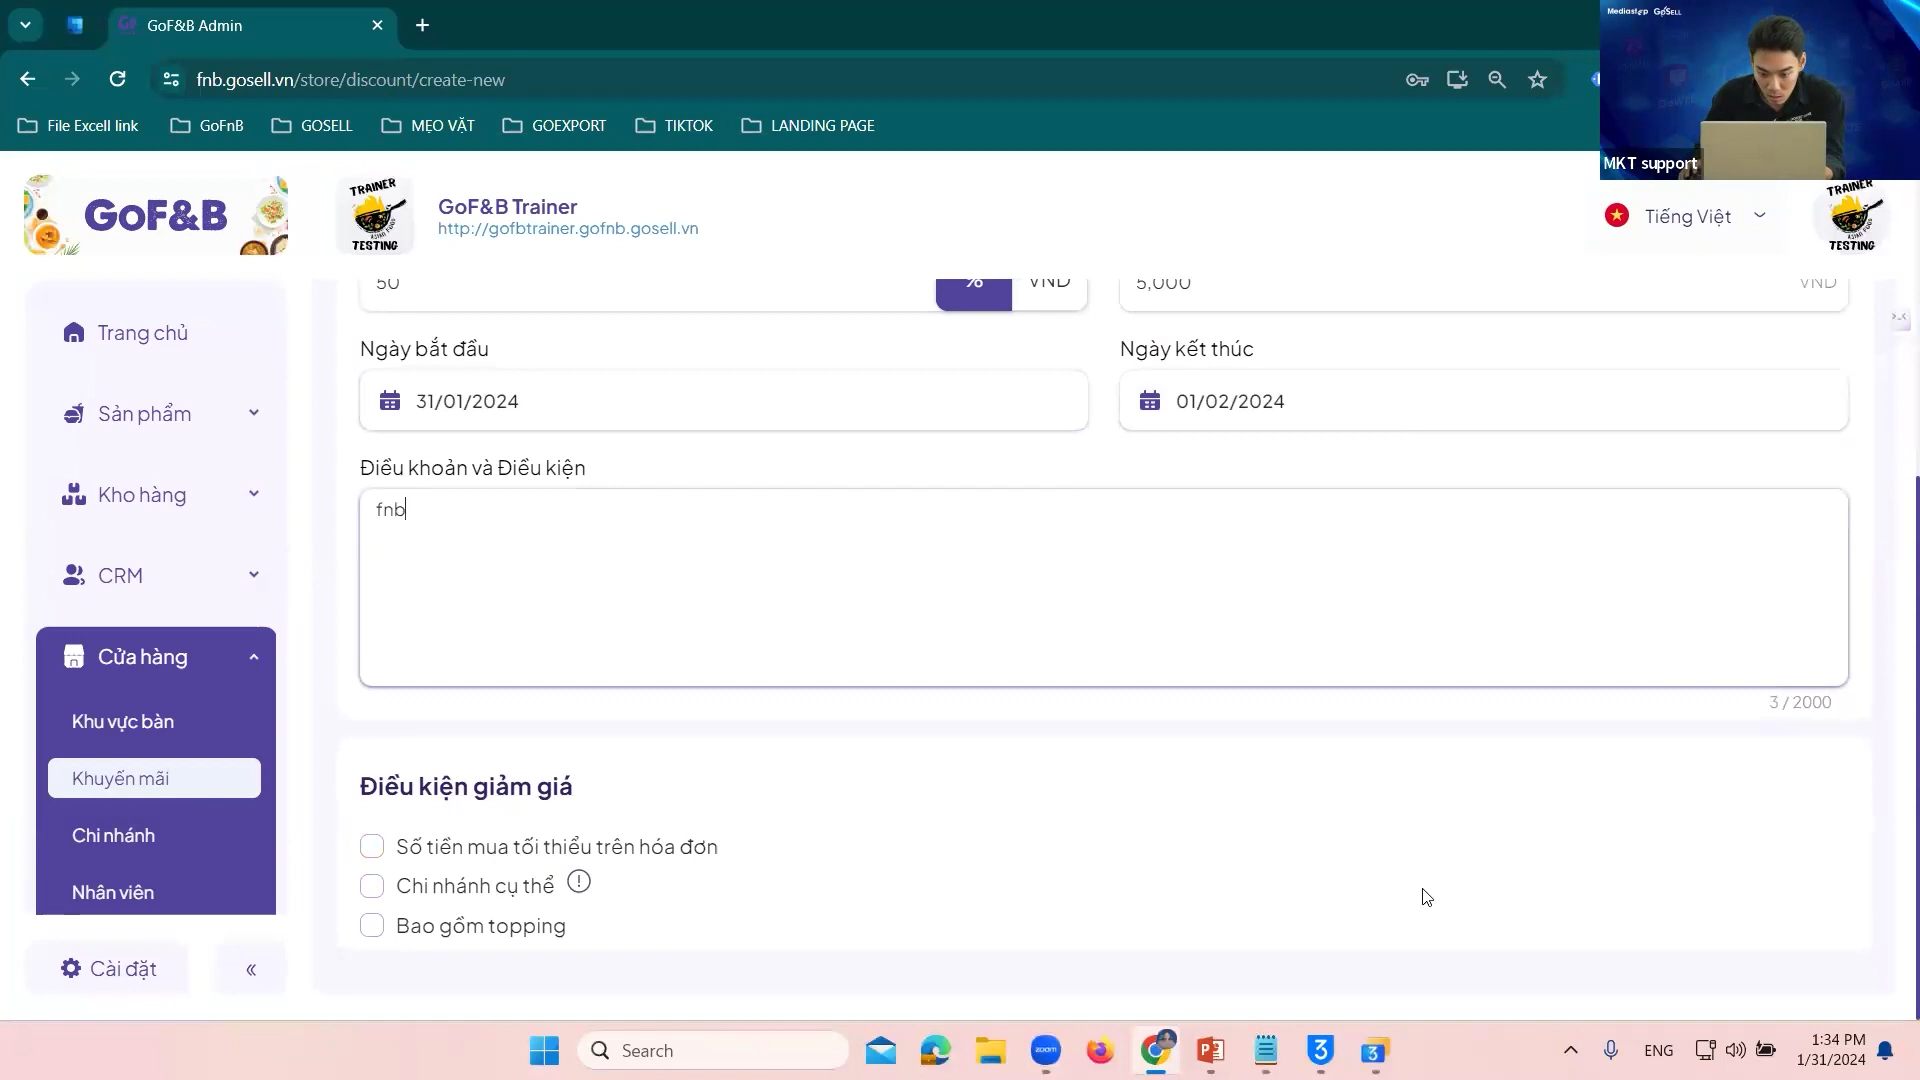 GoF&B Admin
fnb.gosell.vn/store/discount/create-new
File Excell link
GoFnB
GOSELL
MẸO VẶT
GOEXPORT
TIKTOK
LANDING PAGE
Mediastep GoSELL
MKT support
GoF&B
TRAINER
TESTING
GoF&B Trainer
http://gofbtrainer.gofnb.gosell.vn
Tiếng Việt
TRAINER
TESTING
Trang chủ
Sản phẩm
Kho hàng
CRM
Cửa hàng
Khu vực bàn
Khuyến mãi
Chi nhánh
Nhân viên
Cài đặt
50
%
VND
5,000
VND
Ngày bắt đầu
Ngày kết thúc
31/01/2024
01/02/2024
Điều khoản và Điều kiện
fnb
3 / 2000
Điều kiện giảm giá
Số tiền mua tối thiểu trên hóa đơn
Chi nhánh cụ thể
Bao gồm topping
Search
zoom
ENG
1:34 PM
1/31/2024